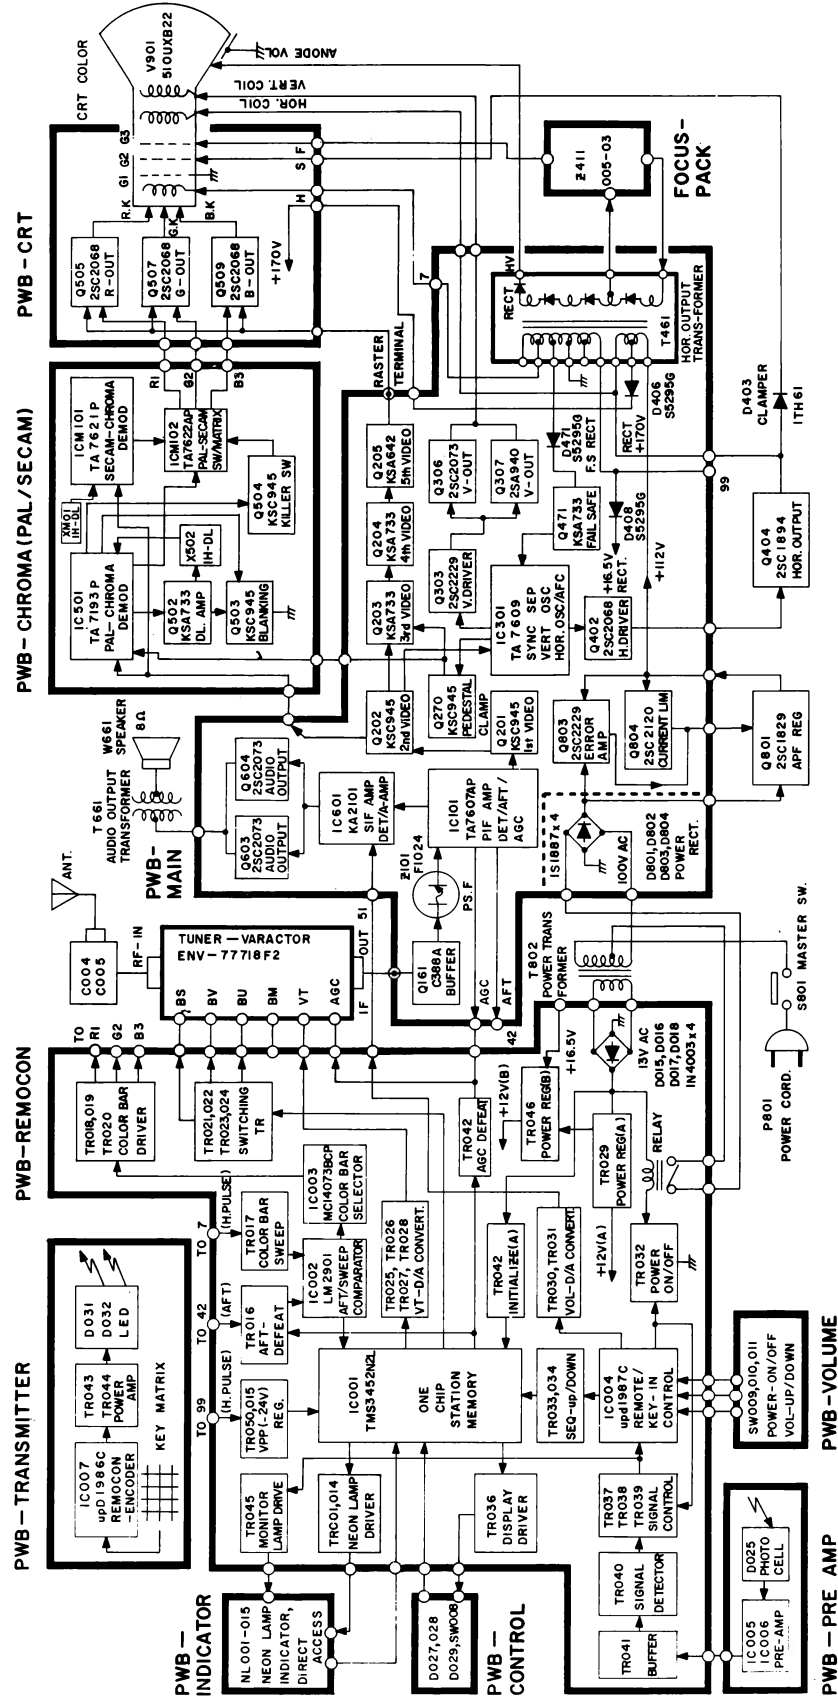 PWB-TRANSMITTER
IC007
upD1986C
REMOCON
-ENCODER
TR043
TR044
POWER
AMP
D031
D032
LED
KEY MATRIX
PWB-REMOCON
TO
R1
G2
B3
TR018,019
TR020
COLOR BAR
DRIVER
TR021,022
TR023,024
SWITCHING
TR
TO 99
(H.PULSE)
TO 42
(AFT)
TO 7
(H.PULSE)
TR050,015
VPP(-24V)
REG.
TR016
AFT-
DEFEAT
TR017
COLOR BAR
SWEEP
IC002
LM2901
AFT/SWEEP
COMPARATOR
IC003
MC14073BCP
COLOR BAR
SELECTOR
TR045
MONITOR
LAMP DRIVE
TR001,014
NEON LAMP
DRIVER
IC001
TMS3452N2L
ONE
CHIP
STATION
MEMORY
TR025, TR026
TR027, TR028
VT-D/A CONVERT.
TR036
DISPLAY
DRIVER
TR042
INITIALIZE(A)
TR042
AGC DEFEAT
+12V(B)
TR046
POWER REG(B)
+16.5V
TR033,034
SEQ-up/DOWN
TR030,TR031
VOL-D/A CONVERT.
TR029
POWER REG(A)
+12V(A)
13V AC
D015,D016
D017,D018
IN4003x4
RELAY
TR032
POWER
ON/OFF
IC004
upd1987C
REMOTE/
KEY-IN
CONTROL
TR037
TR038
TR039
SIGNAL
CONTROL
TR040
SIGNAL
DETECTOR
TR041
BUFFER
PWB-
INDICATOR
NL001-015
NEON LAMP
INDICATOR,
DIRECT
ACCESS
PWB-
CONTROL
D027,028
D029,SW008
PWB-PRE AMP
IC005
IC006
PRE-AMP
D025
PHOTO
CELL
PWB-VOLUME
SW009,010,011
POWER-ON/OFF
VOL-UP/DOWN
P801
POWER CORD.
S801 MASTER SW.
T802
POWER TRANS
FORMER
ANT.
C004
C005
RF-IN
TUNER-VARACTOR
ENV-77718F2
BS
BV
BU
BM
VT
AGC
IF
OUT 51
AGC
AFT
42
Q161
C388A
BUFFER
Z101
F1024
PS.F
PWB-
MAIN
T661
AUDIO OUTPUT
TRANSFORMER
W661
SPEAKER
8Ω
Q603
2SC2073
AUDIO
OUTPUT
Q604
2SC2073
AUDIO
OUTPUT
IC601
KA2101
SIF AMP
DET/A-AMP
IC101
TA7607AP
PIF AMP
DET/AFT/
AGC
Q201
KSC945
1st VIDEO
Q202
KSC945
2nd VIDEO
Q203
KSA733
3rd VIDEO
Q204
KSA733
4th VIDEO
Q205
KSA642
5th VIDEO
RASTER
TERMINAL
Q270
KSC945
PEDESTAL
CLAMP
IC301
TA7609
SYNC SEP
VERT OSC
HOR.OSC/AFC
Q303
2SC2229
V.DRIVER
Q306
2SC2073
V-OUT
Q307
2SA940
V-OUT
Q471
KSA733
FAIL SAFE
D471
S5295G
F.S RECT
Q402
2SC2068
H.DRIVER
+16.5V
RECT.
D408
S5295G
RECT
+170V
D406
S5295G
+112V
99
7
HV
RECT
T461
HOR.OUTPUT
TRANS-FORMER
1S1887x4
100V AC
D801,D802
D803,D804
POWER
RECT.
Q803
2SC2229
ERROR
AMP
Q804
2SC2120
CURRENT LIM
Q801
2SC1829
APF REG
Q404
2SC1894
HOR.OUTPUT
D403
CLAMPER
1TH61
PWB-CHROMA(PAL/SECAM)
IC501
TA7193P
PAL-CHROMA
DEMOD
XM01
1H-DL
ICM101
TA7621P
SECAM-CHROMA
DEMOD
Q502
KSA733
DL. AMP
X502
1H-DL
Q503
KSC945
BLANKING
Q504
KSC945
KILLER SW
ICM102
TA7622AP
PAL-SECAM
SW/MATRIX
R1
G2
B3
PWB-CRT
Q505
2SC2068
R-OUT
Q507
2SC2068
G-OUT
Q509
2SC2068
B-OUT
+170V
R.K
G.K
B.K
G1
G2
G3
H
S
F
CRT COLOR
V901
510UXB22
ANODE VOL
VERT. COIL
HOR. COIL
Z411
005-03
FOCUS-
PACK